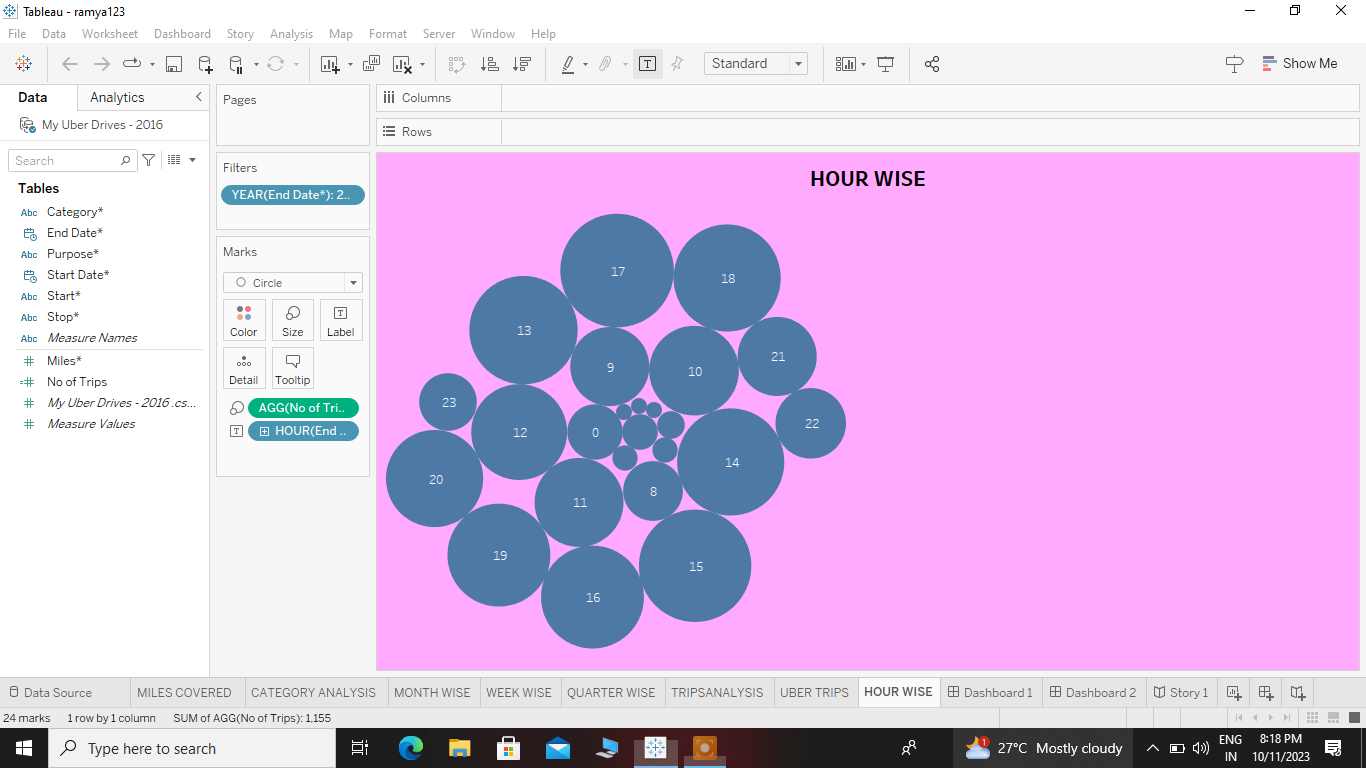 Tableau - ramya123
File Data Worksheet Dashboard Story Analysis Map Format Server Window Help
Standard
Show Me
Data Analytics
My Uber Drives - 2016
Search
Tables
Abc Category*
End Date*
Abc Purpose*
Start Date*
Abc Start*
Abc Stop*
Abc Measure Names
# Miles*
=# No of Trips
# My Uber Drives - 2016 .cs...
# Measure Values
Pages
Filters
YEAR(End Date*): 2..
Marks
Circle
Color Size Label
Detail Tooltip
AGG(No of Tri..
HOUR(End ..
Columns
Rows
HOUR WISE
17
18
13
21
9
10
23
22
12
0
14
20
8
11
19
15
16
Data Source MILES COVERED CATEGORY ANALYSIS MONTH WISE WEEK WISE QUARTER WISE TRIPSANALYSIS UBER TRIPS HOUR WISE Dashboard 1 Dashboard 2 Story 1
24 marks 1 row by 1 column SUM of AGG(No of Trips): 1,155
Type here to search
1
27°C Mostly cloudy
ENG
IN
8:18 PM
10/11/2023